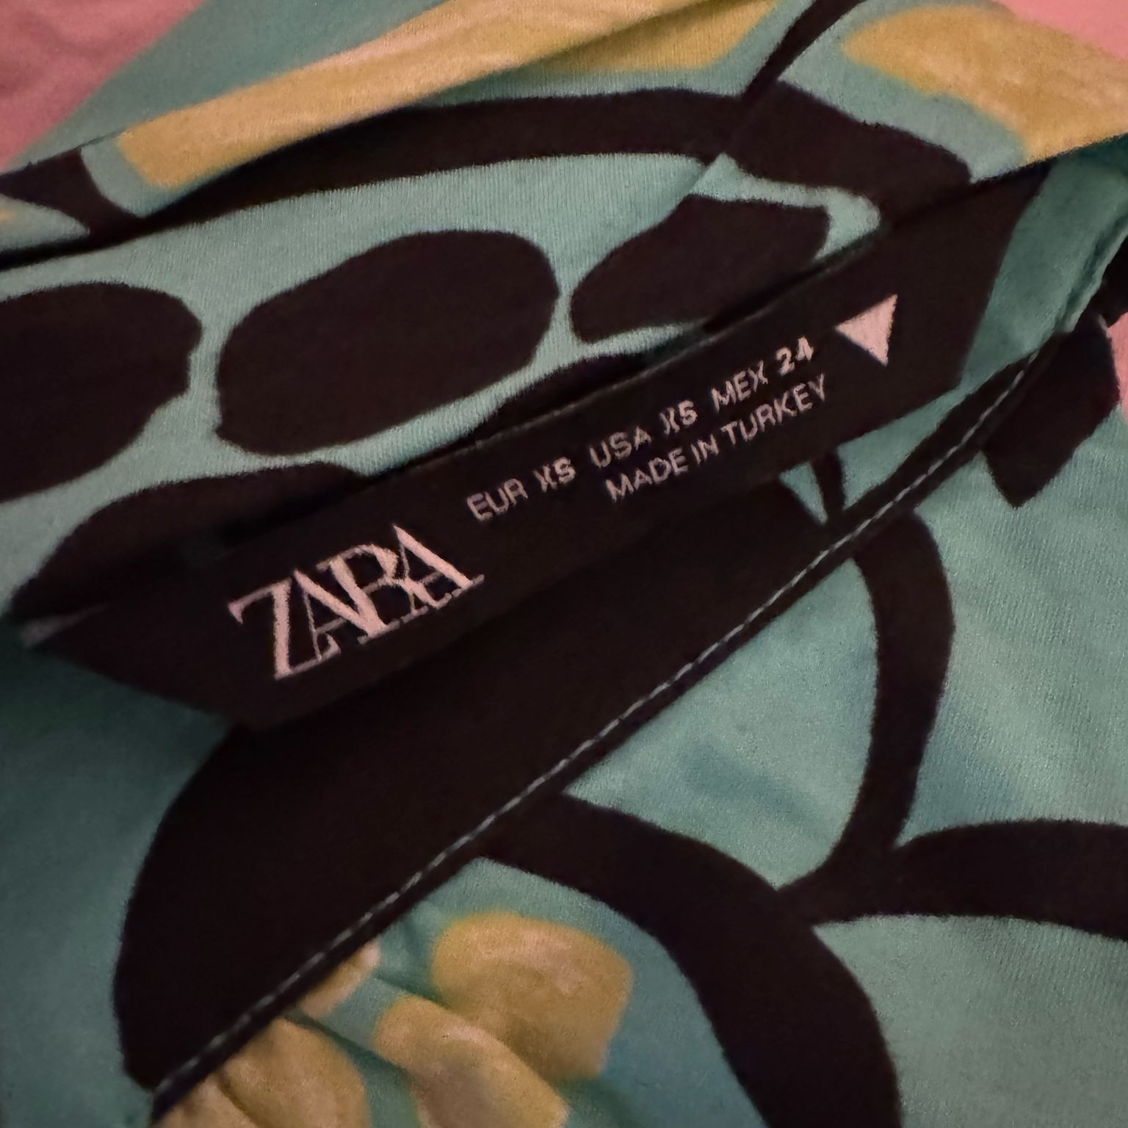 ZARA
EUR XS USA XS MEX 24
MADE IN TURKEY